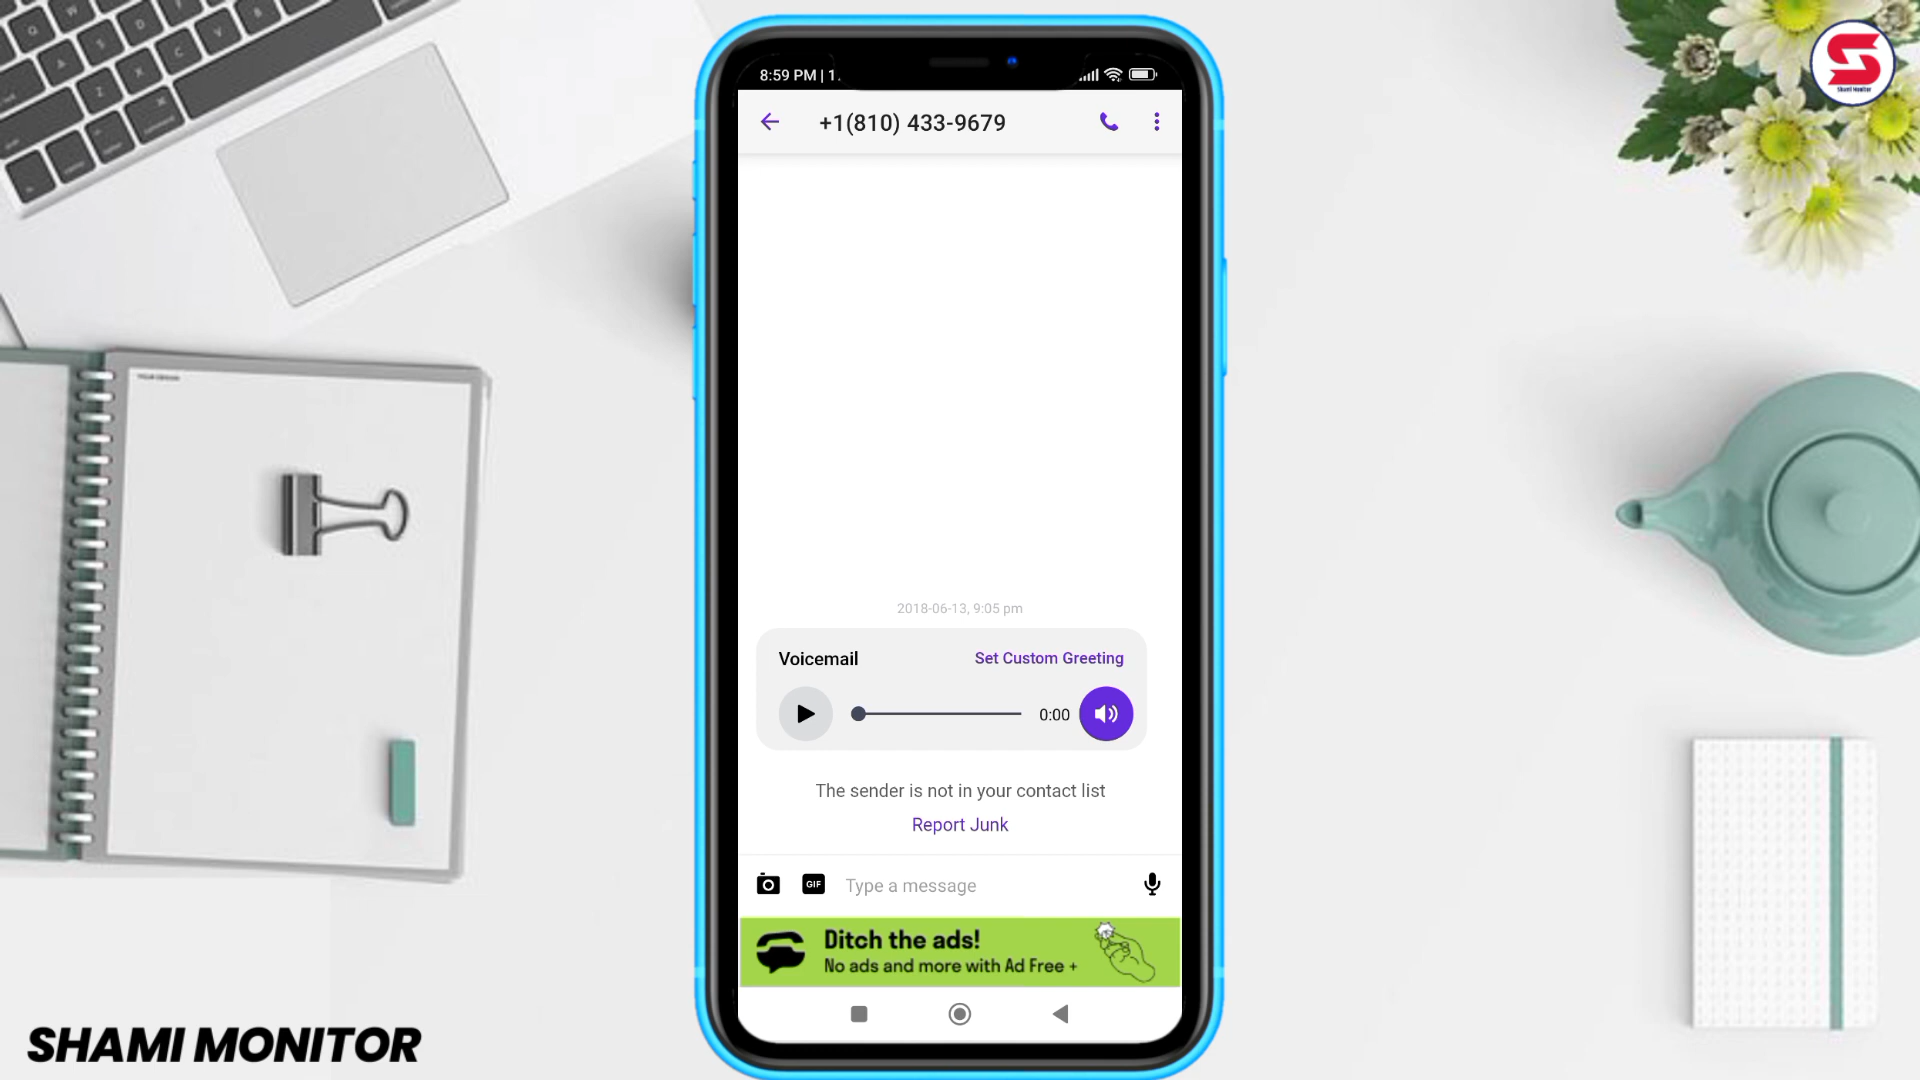 8:59 PM | 1.
+1(810) 433-9679
2018-06-13, 9:05 pm
Voicemail
Set Custom Greeting
0:00
The sender is not in your contact list
Report Junk
GIF
Type a message
Ditch the ads!
No ads and more with Ad Free +
S
Shami Monitor
SHAMI MONITOR